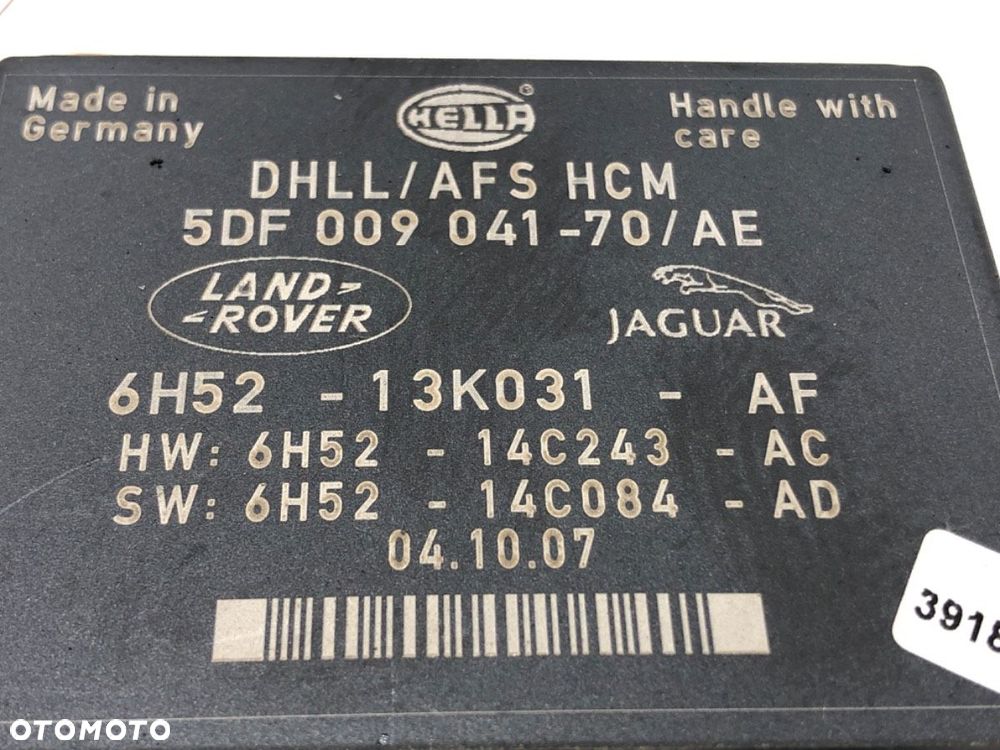 Made in
Germany
HELLA ®
Handle with
care
DHLL/AFS HCM
5DF 009 041-70/AE
LAND
ROVER
JAGUAR
6H52 - 13K031 - AF
HW: 6H52 - 14C243 - AC
SW: 6H52 - 14C084 - AD
04.10.07
3918
OTOMOTO